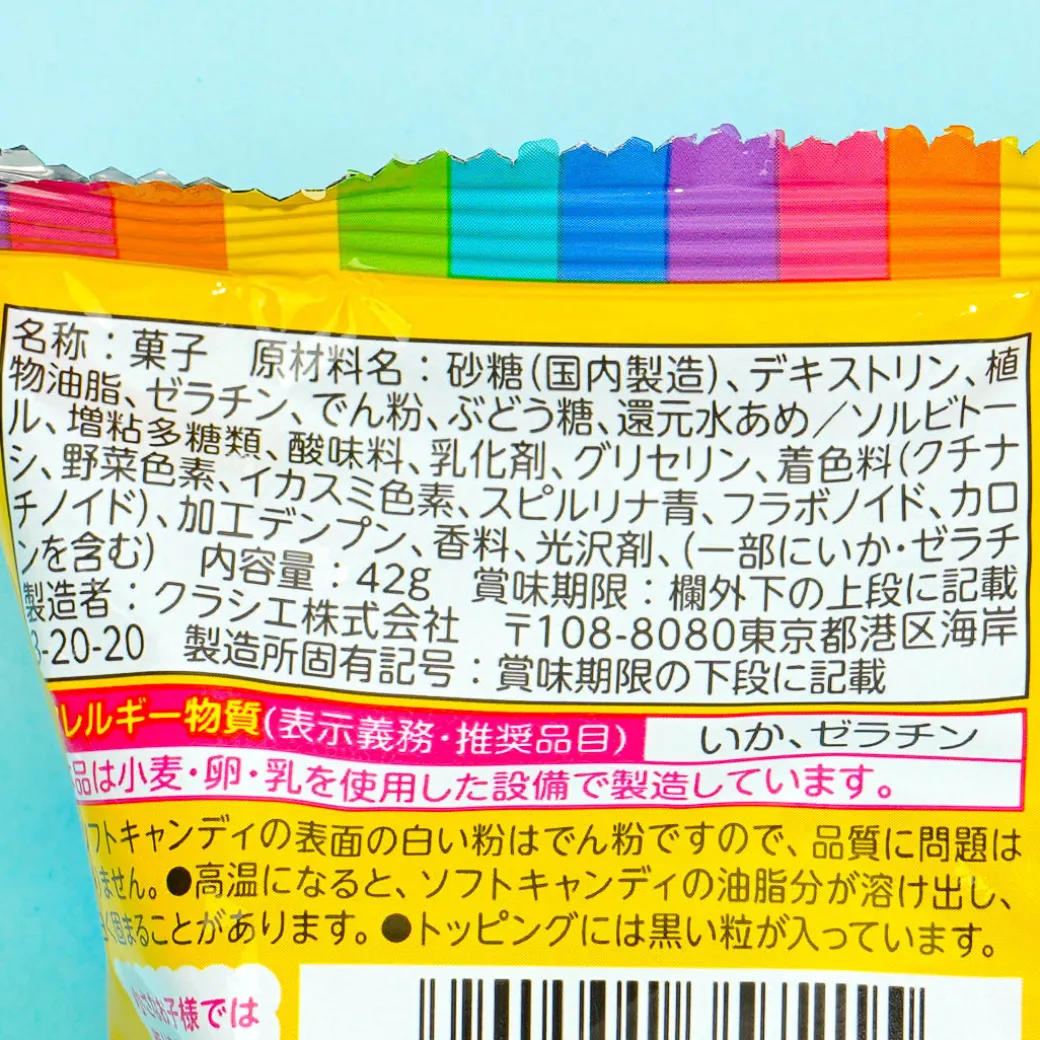 名称：菓子　原材料名：砂糖（国内製造）、デキストリン、植
物油脂、ゼラチン、でん粉、ぶどう糖、還元水あめ／ソルビトー
ル、増粘多糖類、酸味料、乳化剤、グリセリン、着色料（クチナ
シ、野菜色素、イカスミ色素、スピルリナ青、フラボノイド、カロ
チノイド）、加工デンプン、香料、光沢剤、（一部にいか・ゼラチ
ンを含む）　内容量：42g　賞味期限：欄外下の上段に記載
製造者：クラシエ株式会社　〒108-8080東京都港区海岸
3-20-20　製造所固有記号：賞味期限の下段に記載
レルギー物質（表示義務・推奨品目）　いか、ゼラチン
品は小麦・卵・乳を使用した設備で製造しています。
フトキャンディの表面の白い粉はでん粉ですので、品質に問題は
ません。●高温になると、ソフトキャンディの油脂分が溶け出し、
固まることがあります。●トッピングには黒い粒が入っています。
お子様では